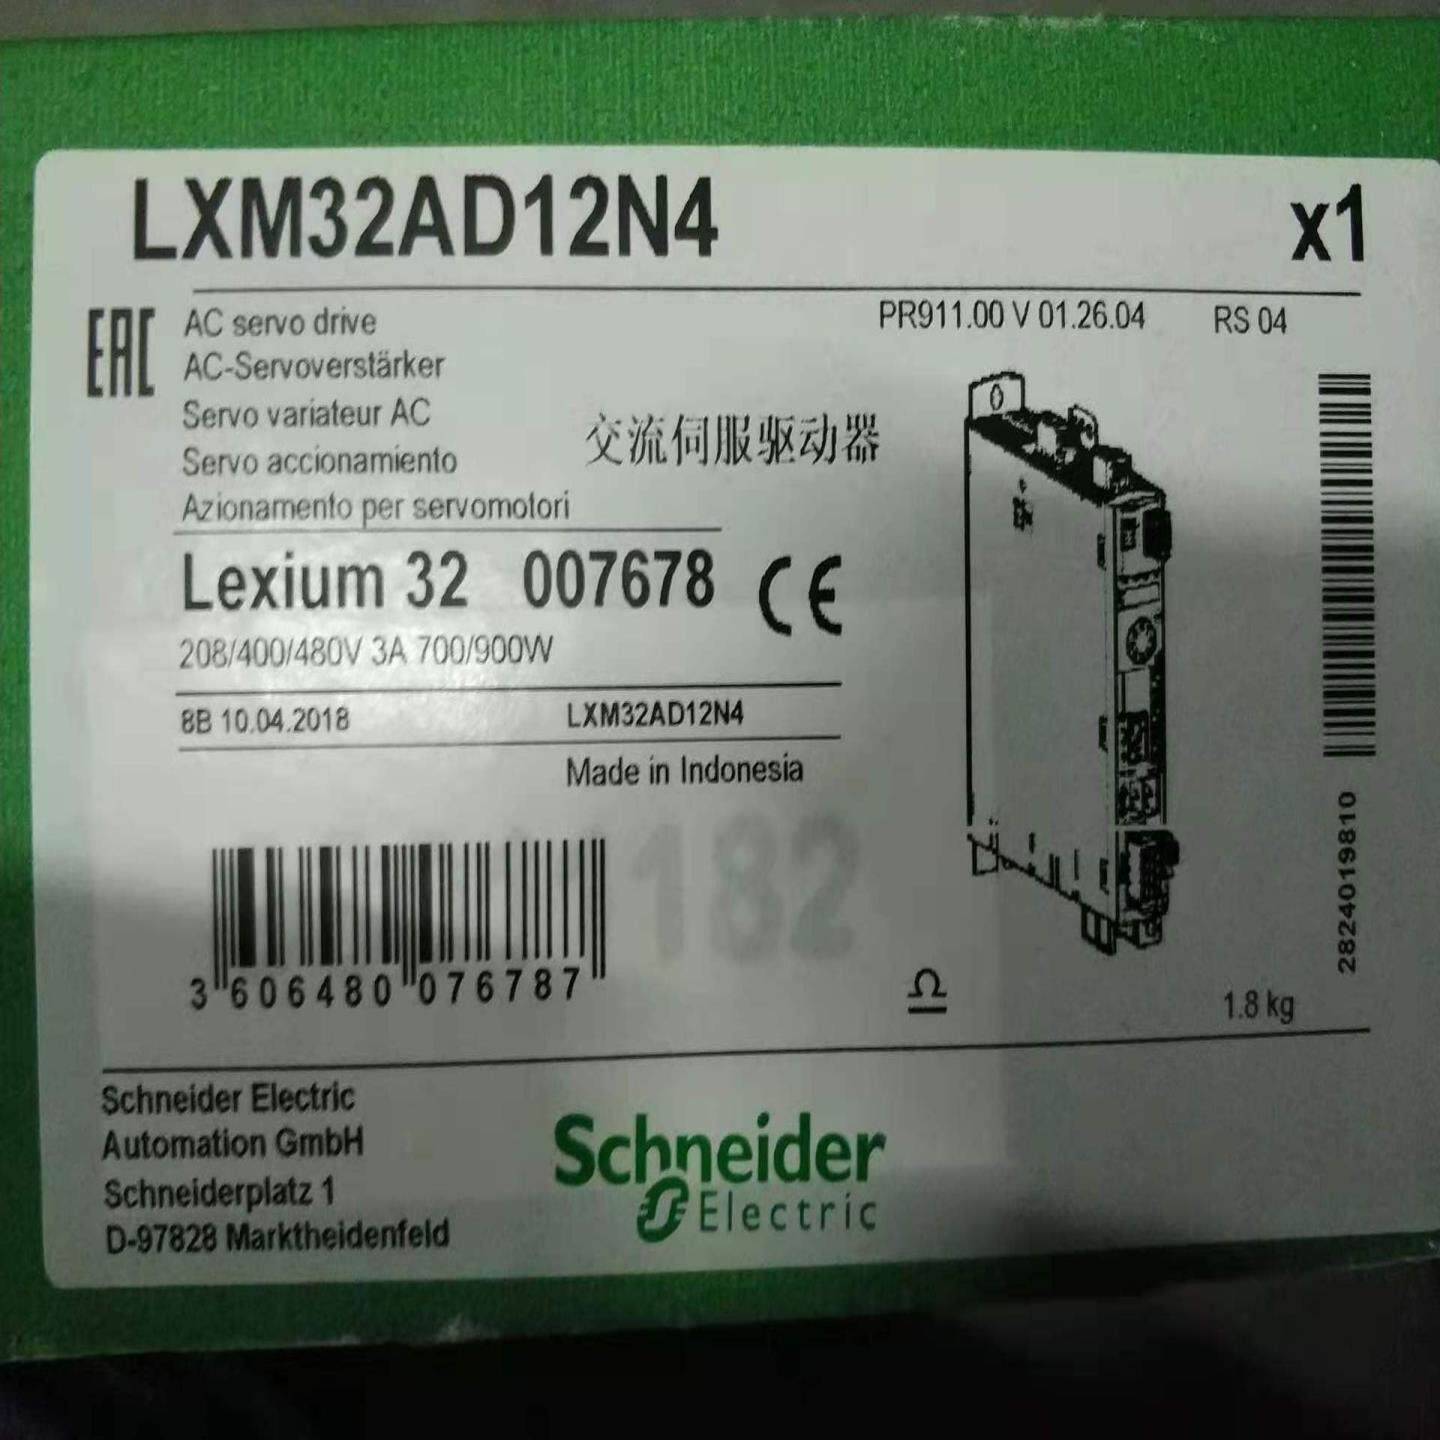 LXM32AD12N4 x1
EAC
AC servo drive PR911.00 V 01.26.04 RS 04
AC-Servoverstärker
Servo variateur AC
交流伺服驱动器
Servo accionamiento
Azionamento per servomotori
Lexium 32 007678 CE
208/400/480V 3A 700/900W
8B 10.04.2018 LXM32AD12N4
Made in Indonesia
182
3 606480 076787
2824019810
1.8 kg
Schneider Electric
Automation GmbH
Schneiderplatz 1
D-97828 Marktheidenfeld
Schneider
Electric